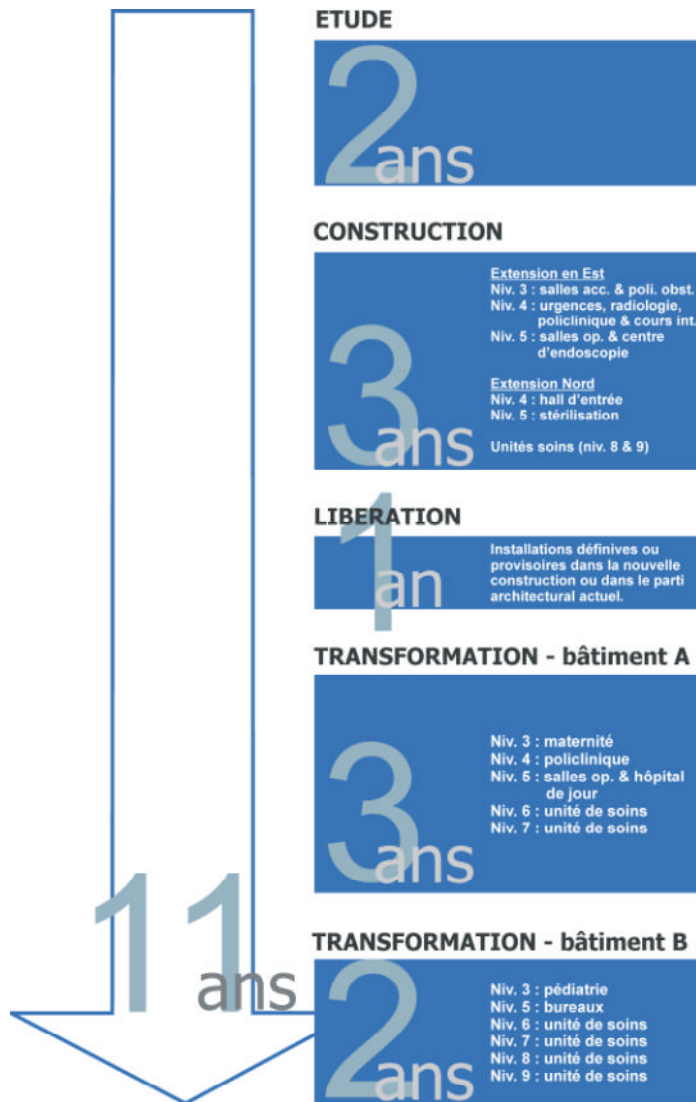 ETUDE
2
ans
CONSTRUCTION
Extension en Est
Niv. 3 : salles acc. & poli. obst.
Niv. 4 : urgences, radiologie,
policlinique & cours int.
Niv. 5 : salles op. & centre
d'endoscopie
Extension Nord
Niv. 4 : hall d'entrée
Niv. 5 : stérilisation
Unités soins (niv. 8 & 9)
3
ans
LIBERATION
1
an
Installations définives ou
provisoires dans la nouvelle
construction ou dans le parti
architectural actuel.
TRANSFORMATION - bâtiment A
3
ans
Niv. 3 : maternité
Niv. 4 : policlinique
Niv. 5 : salles op. & hôpital
de jour
Niv. 6 : unité de soins
Niv. 7 : unité de soins
11
ans
TRANSFORMATION - bâtiment B
2
ans
Niv. 3 : pédiatrie
Niv. 5 : bureaux
Niv. 6 : unité de soins
Niv. 7 : unité de soins
Niv. 8 : unité de soins
Niv. 9 : unité de soins